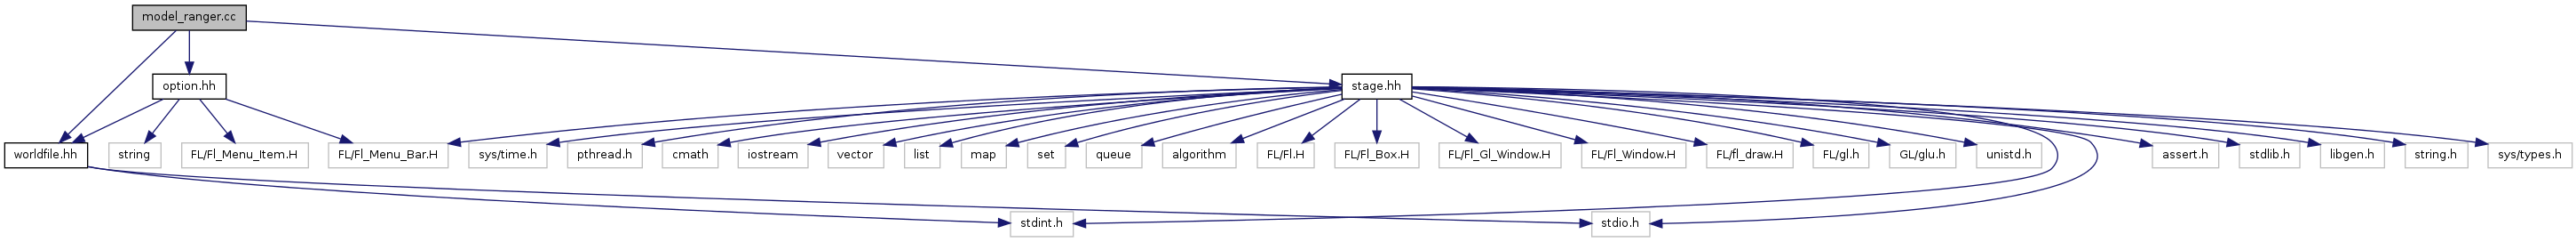 model_ranger.cc
option.hh
stage.hh
worldfile.hh
string
FL/Fl_Menu_Item.H
FL/Fl_Menu_Bar.H
sys/time.h
pthread.h
cmath
iostream
vector
list
map
set
queue
algorithm
FL/Fl.H
FL/Fl_Box.H
FL/Fl_Gl_Window.H
FL/Fl_Window.H
FL/fl_draw.H
FL/gl.h
GL/glu.h
unistd.h
assert.h
stdlib.h
libgen.h
string.h
sys/types.h
stdint.h
stdio.h